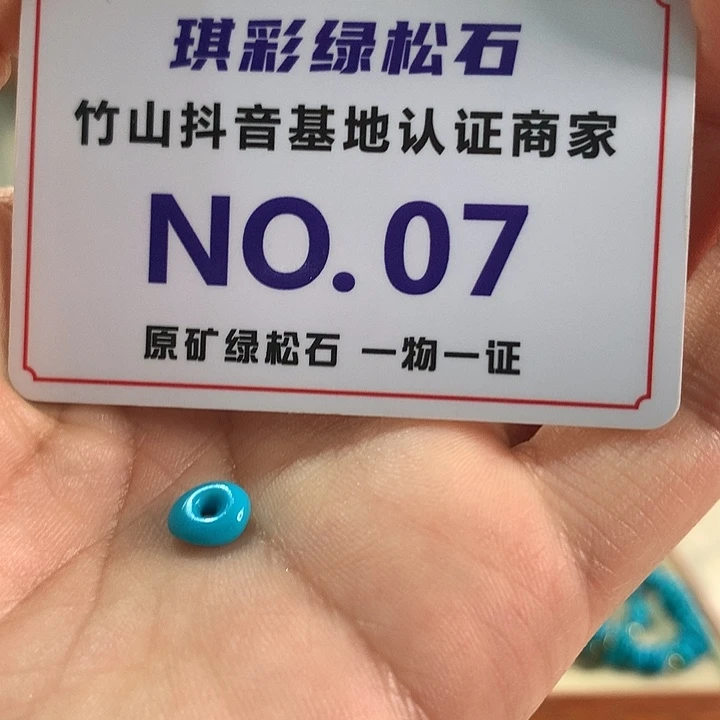 琪彩绿松石
竹山抖音基地认证商家
NO.07
原矿绿松石 一物一证